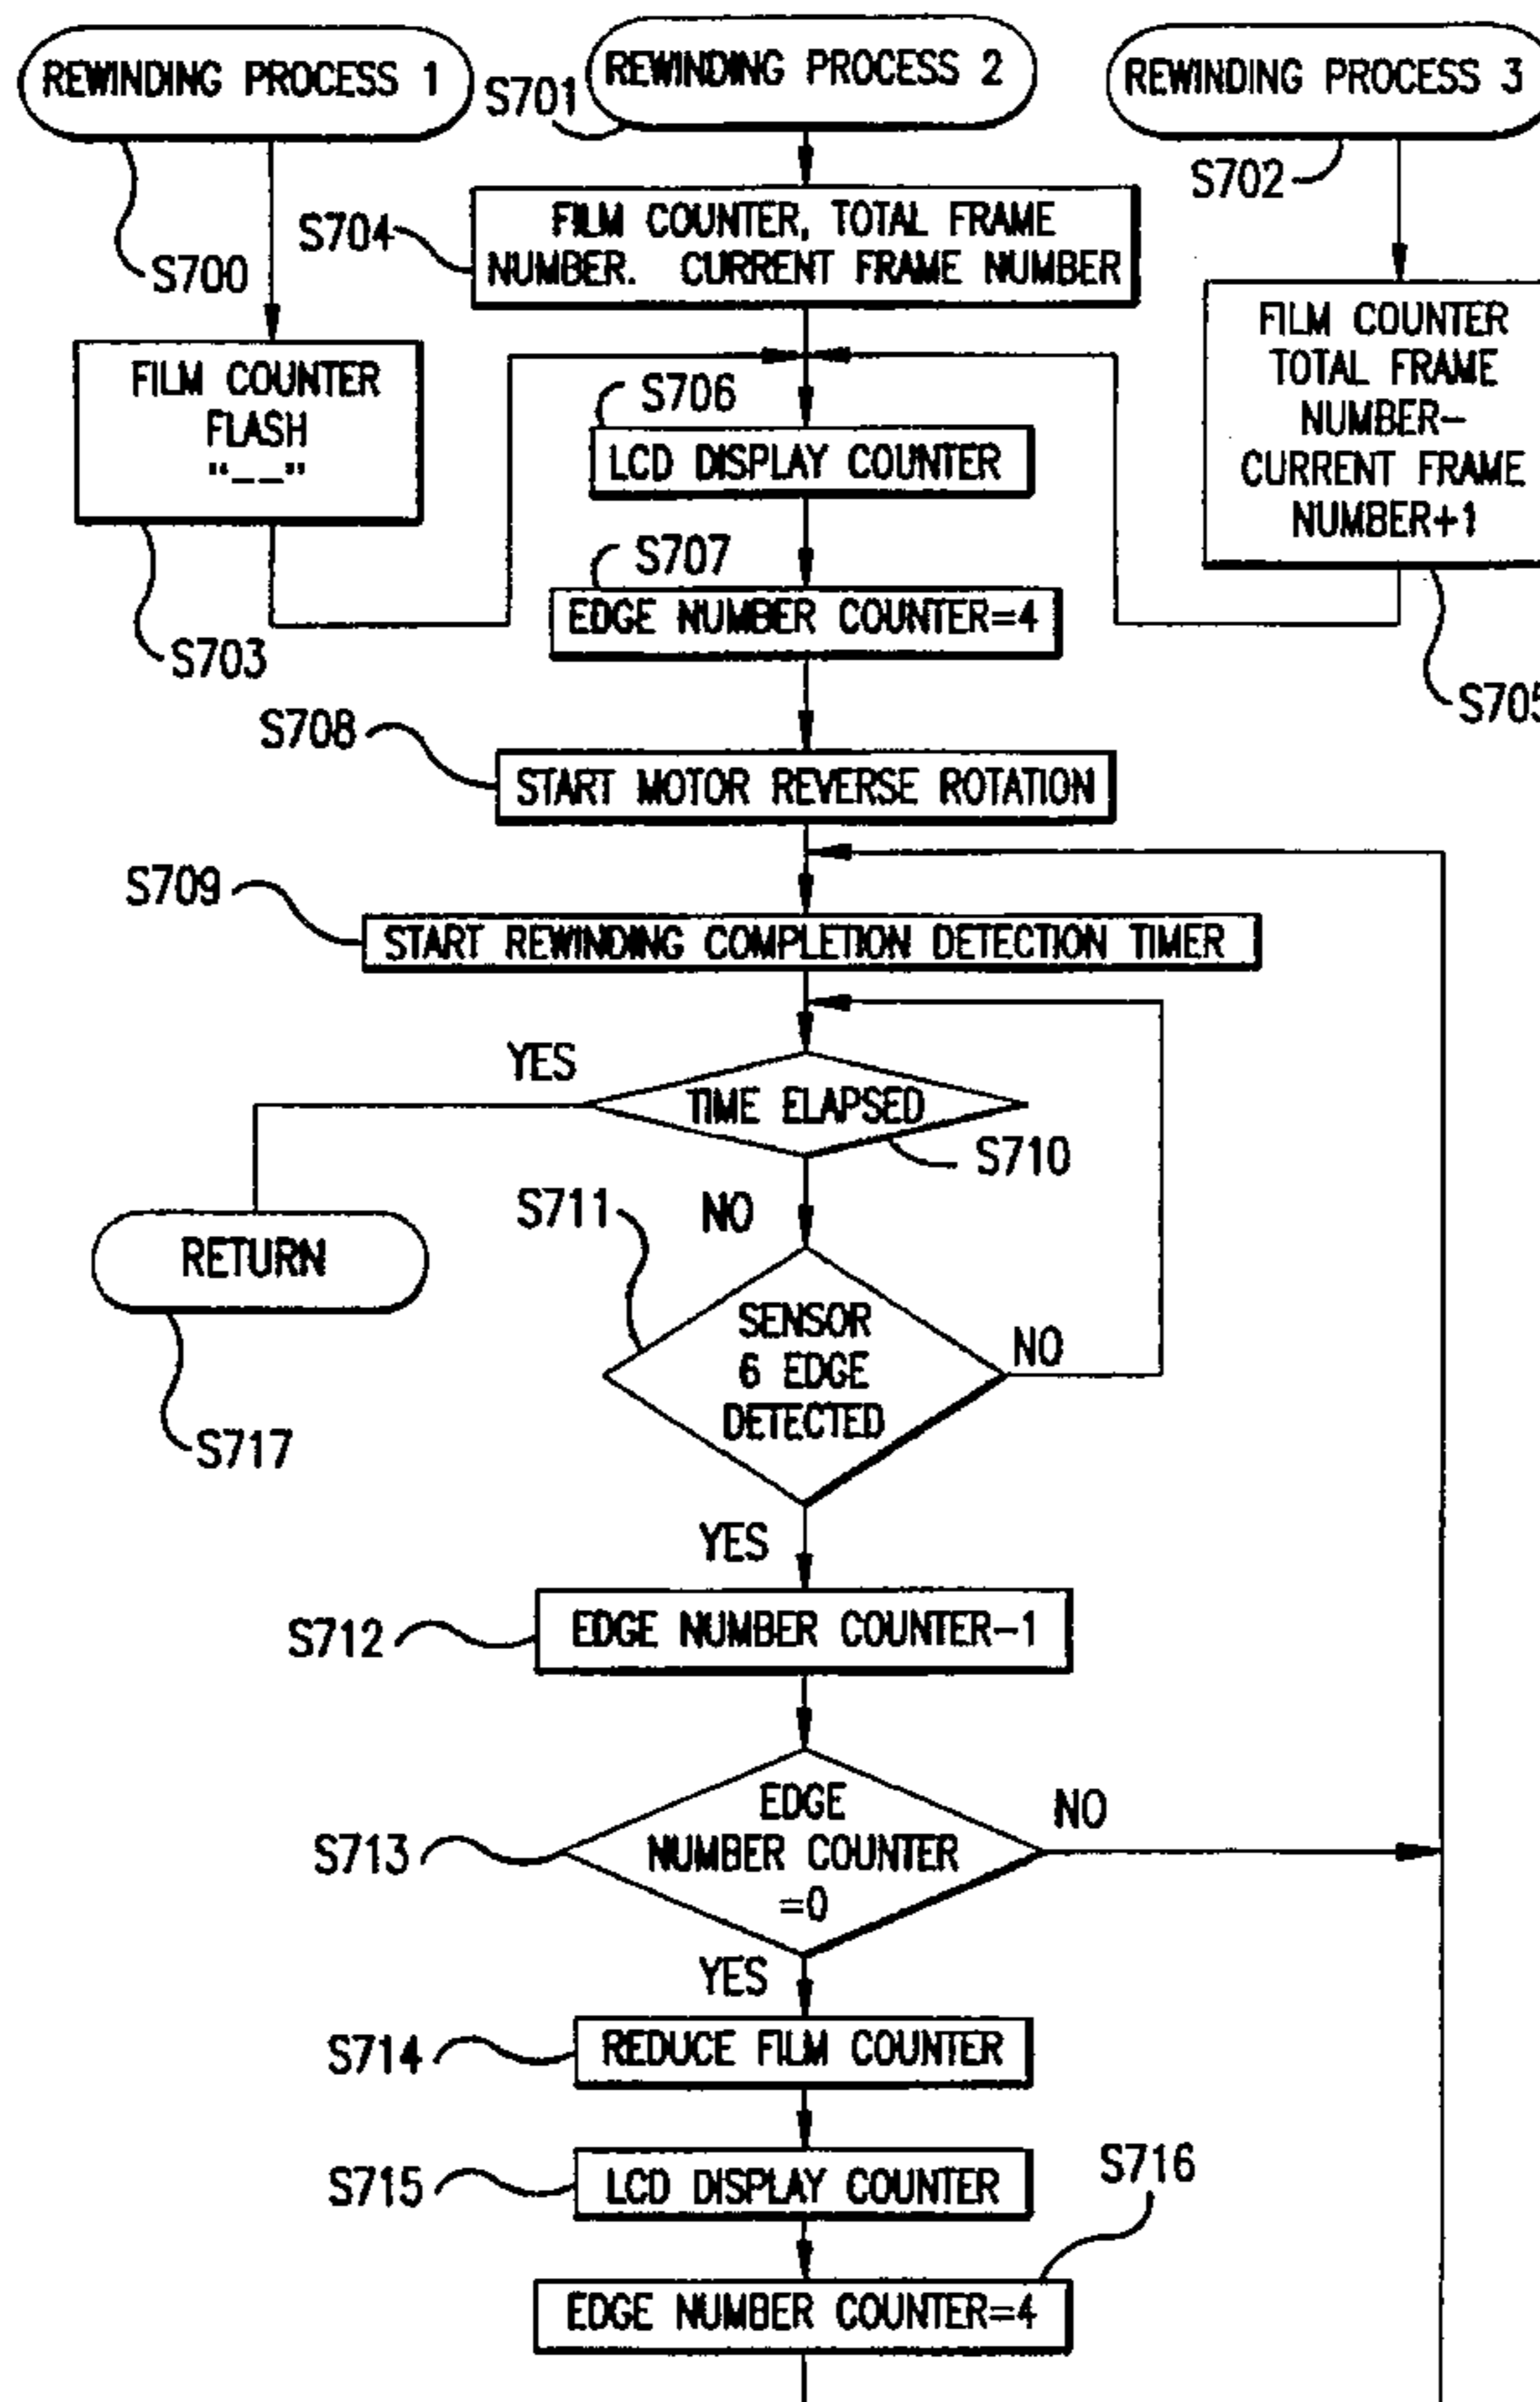 REWINDING PROCESS 1
S701
REWINDING PROCESS 2
REWINDING PROCESS 3
S702
S700
S704
FILM COUNTER, TOTAL FRAME
NUMBER. CURRENT FRAME NUMBER
FILM COUNTER
FLASH
"__"
S703
FILM COUNTER
TOTAL FRAME
NUMBER-
CURRENT FRAME
NUMBER+1
S705
S706
LCD DISPLAY COUNTER
S707
EDGE NUMBER COUNTER=4
S708
START MOTOR REVERSE ROTATION
S709
START REWINDING COMPLETION DETECTION TIMER
YES
TIME ELAPSED
S710
NO
S711
RETURN
S717
SENSOR
6 EDGE
DETECTED
NO
YES
S712
EDGE NUMBER COUNTER-1
S713
EDGE
NUMBER COUNTER
=0
NO
YES
S714
REDUCE FILM COUNTER
S715
LCD DISPLAY COUNTER
S716
EDGE NUMBER COUNTER=4